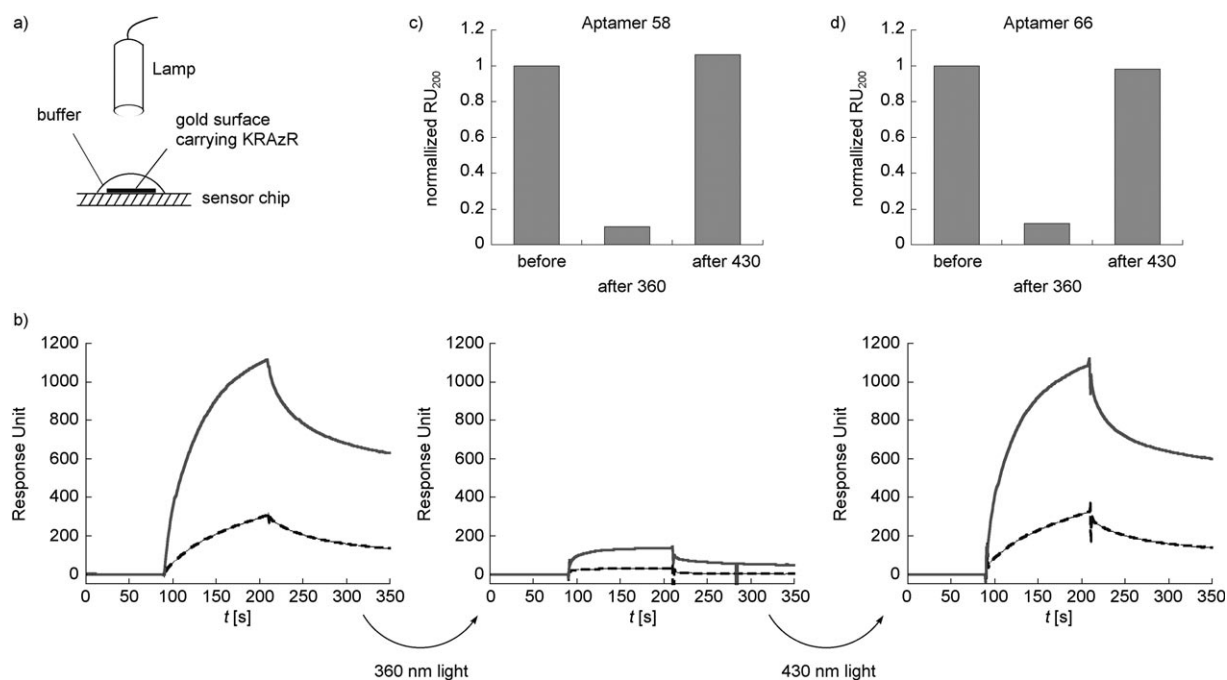 a)
Lamp
buffer
gold surface
carrying KRAzR
sensor chip
c)
Aptamer 58
normallized RU200
1.2
1
0.8
0.6
0.4
0.2
0
before
after 430
after 360
d)
Aptamer 66
normallized RU200
1.2
1
0.8
0.6
0.4
0.2
0
before
after 430
after 360
b)
Response Unit
1200
1000
800
600
400
200
0
0 50 100 150 200 250 300 350
t [s]
360 nm light
Response Unit
1200
1000
800
600
400
200
0
0 50 100 150 200 250 300 350
t [s]
430 nm light
Response Unit
1200
1000
800
600
400
200
0
0 50 100 150 200 250 300 350
t [s]